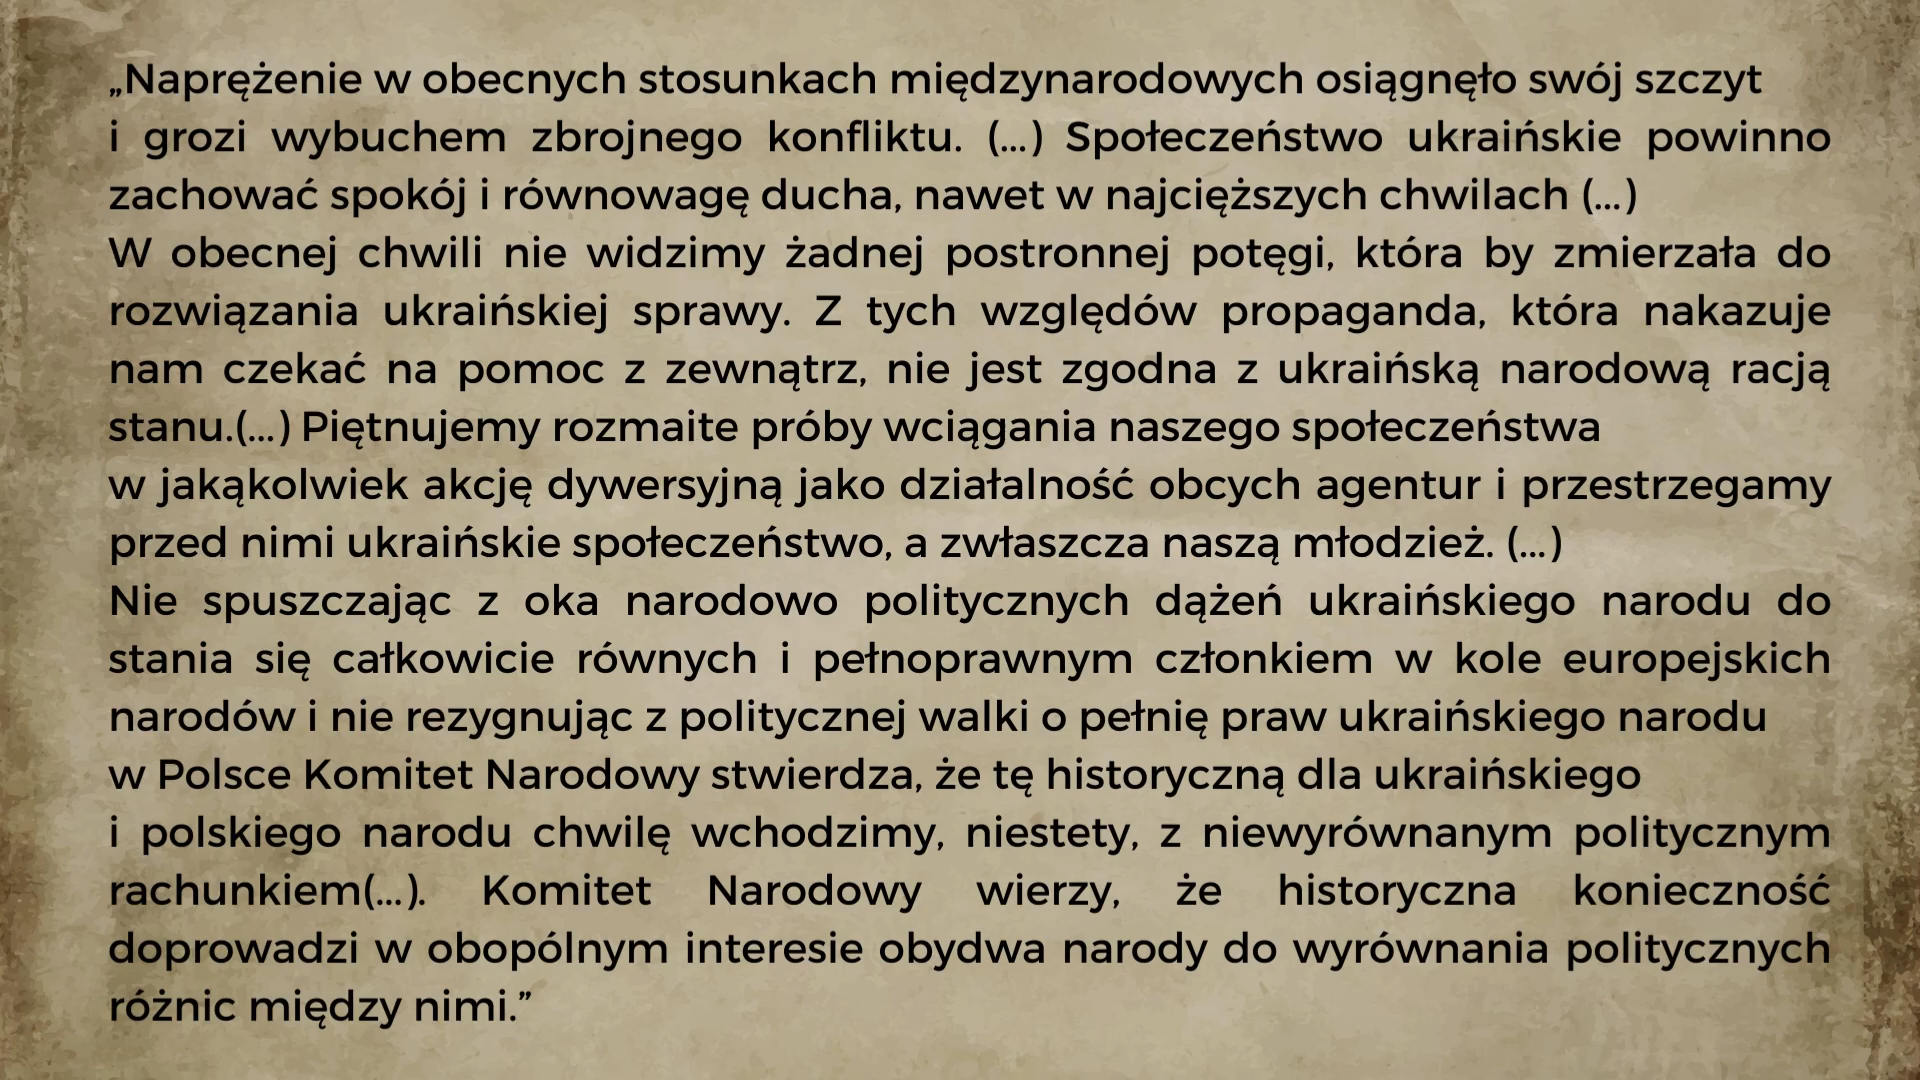 „Naprężenie w obecnych stosunkach międzynarodowych osiągnęło swój szczyt
i grozi wybuchem zbrojnego konfliktu. (...) Społeczeństwo ukraińskie powinno
zachować spokój i równowagę ducha, nawet w najcięższych chwilach (...)
W obecnej chwili nie widzimy żadnej postronnej potęgi, która by zmierzała do
rozwiązania ukraińskiej sprawy. Z tych względów propaganda, która nakazuje
nam czekać na pomoc z zewnątrz, nie jest zgodna z ukraińską narodową racją
stanu.(...) Piętnujemy rozmaite próby wciągania naszego społeczeństwa
w jakąkolwiek akcję dywersyjną jako działalność obcych agentur i przestrzegamy
przed nimi ukraińskie społeczeństwo, a zwłaszcza naszą młodzież. (...)
Nie spuszczając z oka narodowo politycznych dążeń ukraińskiego narodu do
stania się całkowicie równych i pełnoprawnym członkiem w kole europejskich
narodów i nie rezygnując z politycznej walki o pełnię praw ukraińskiego narodu
w Polsce Komitet Narodowy stwierdza, że tę historyczną dla ukraińskiego
i polskiego narodu chwilę wchodzimy, niestety, z niewyrównanym politycznym
rachunkiem(...). Komitet Narodowy wierzy, że historyczna konieczność
doprowadzi w obopólnym interesie obydwa narody do wyrównania politycznych
różnic między nimi.”